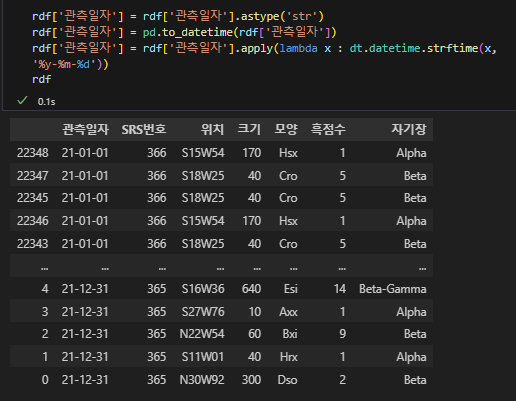 rdf['관측일자'] = rdf['관측일자'].astype('str')
rdf['관측일자'] = pd.to_datetime(rdf['관측일자'])
rdf['관측일자'] = rdf['관측일자'].apply(lambda x : dt.datetime.strftime(x,
'%y-%m-%d'))
rdf
0.1s
관측일자 SRS번호 위치 크기 모양 흑점수 자기장
22348 21-01-01 366 S15W54 170 Hsx 1 Alpha
22347 21-01-01 366 S18W25 40 Cro 5 Beta
22345 21-01-01 366 S18W25 40 Cro 5 Beta
22346 21-01-01 366 S15W54 170 Hsx 1 Alpha
22343 21-01-01 366 S18W25 40 Cro 5 Beta
... ... ... ... ... ... ... ...
4 21-12-31 365 S16W36 640 Esi 14 Beta-Gamma
3 21-12-31 365 S27W76 10 Axx 1 Alpha
2 21-12-31 365 N22W54 60 Bxi 9 Beta
1 21-12-31 365 S11W01 40 Hrx 1 Alpha
0 21-12-31 365 N30W92 300 Dso 2 Beta